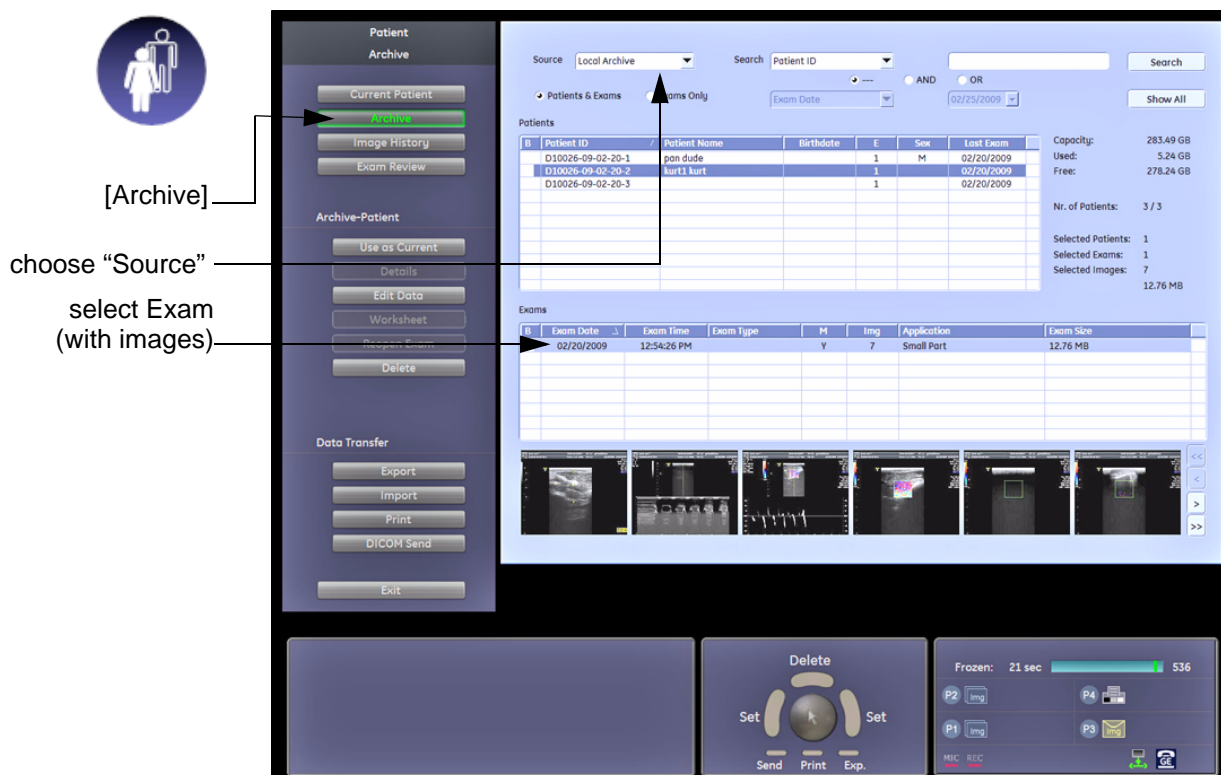 [Archive]
choose “Source”
select Exam
(with images)
Patient
Archive
Current Patient
Archive
Image History
Exam Review
Archive-Patient
Use as Current
Details
Edit Data
Worksheet
Reopen Exam
Delete
Data Transfer
Export
Import
Print
DICOM Send
Exit
Source Local Archive Search Patient ID Search
--- AND OR
Patients & Exams Only Exam Date 02/25/2009 Show All
Patients
B Patient ID / Patient Name Birthdate E Sex Last Exam
D10026-09-02-20-1 pan dude 1 M 02/20/2009
D10026-09-02-20-2 kurt1 kurt 1 02/20/2009
D10026-09-02-20-3 1 02/20/2009
Capacity: 283.49 GB
Used: 5.24 GB
Free: 278.24 GB
Nr. of Patients: 3 / 3
Selected Patients: 1
Selected Exams: 1
Selected Images: 7
12.76 MB
Exams
B Exam Date Exam Time Exam Type M Img Application Exam Size
02/20/2009 12:54:26 PM Y 7 Small Part 12.76 MB
<<
<
>
>>
Delete
Set Set
Send Print Exp.
Frozen: 21 sec 536
P2 Img P4
P1 Img P3 Img
MIC REC GE